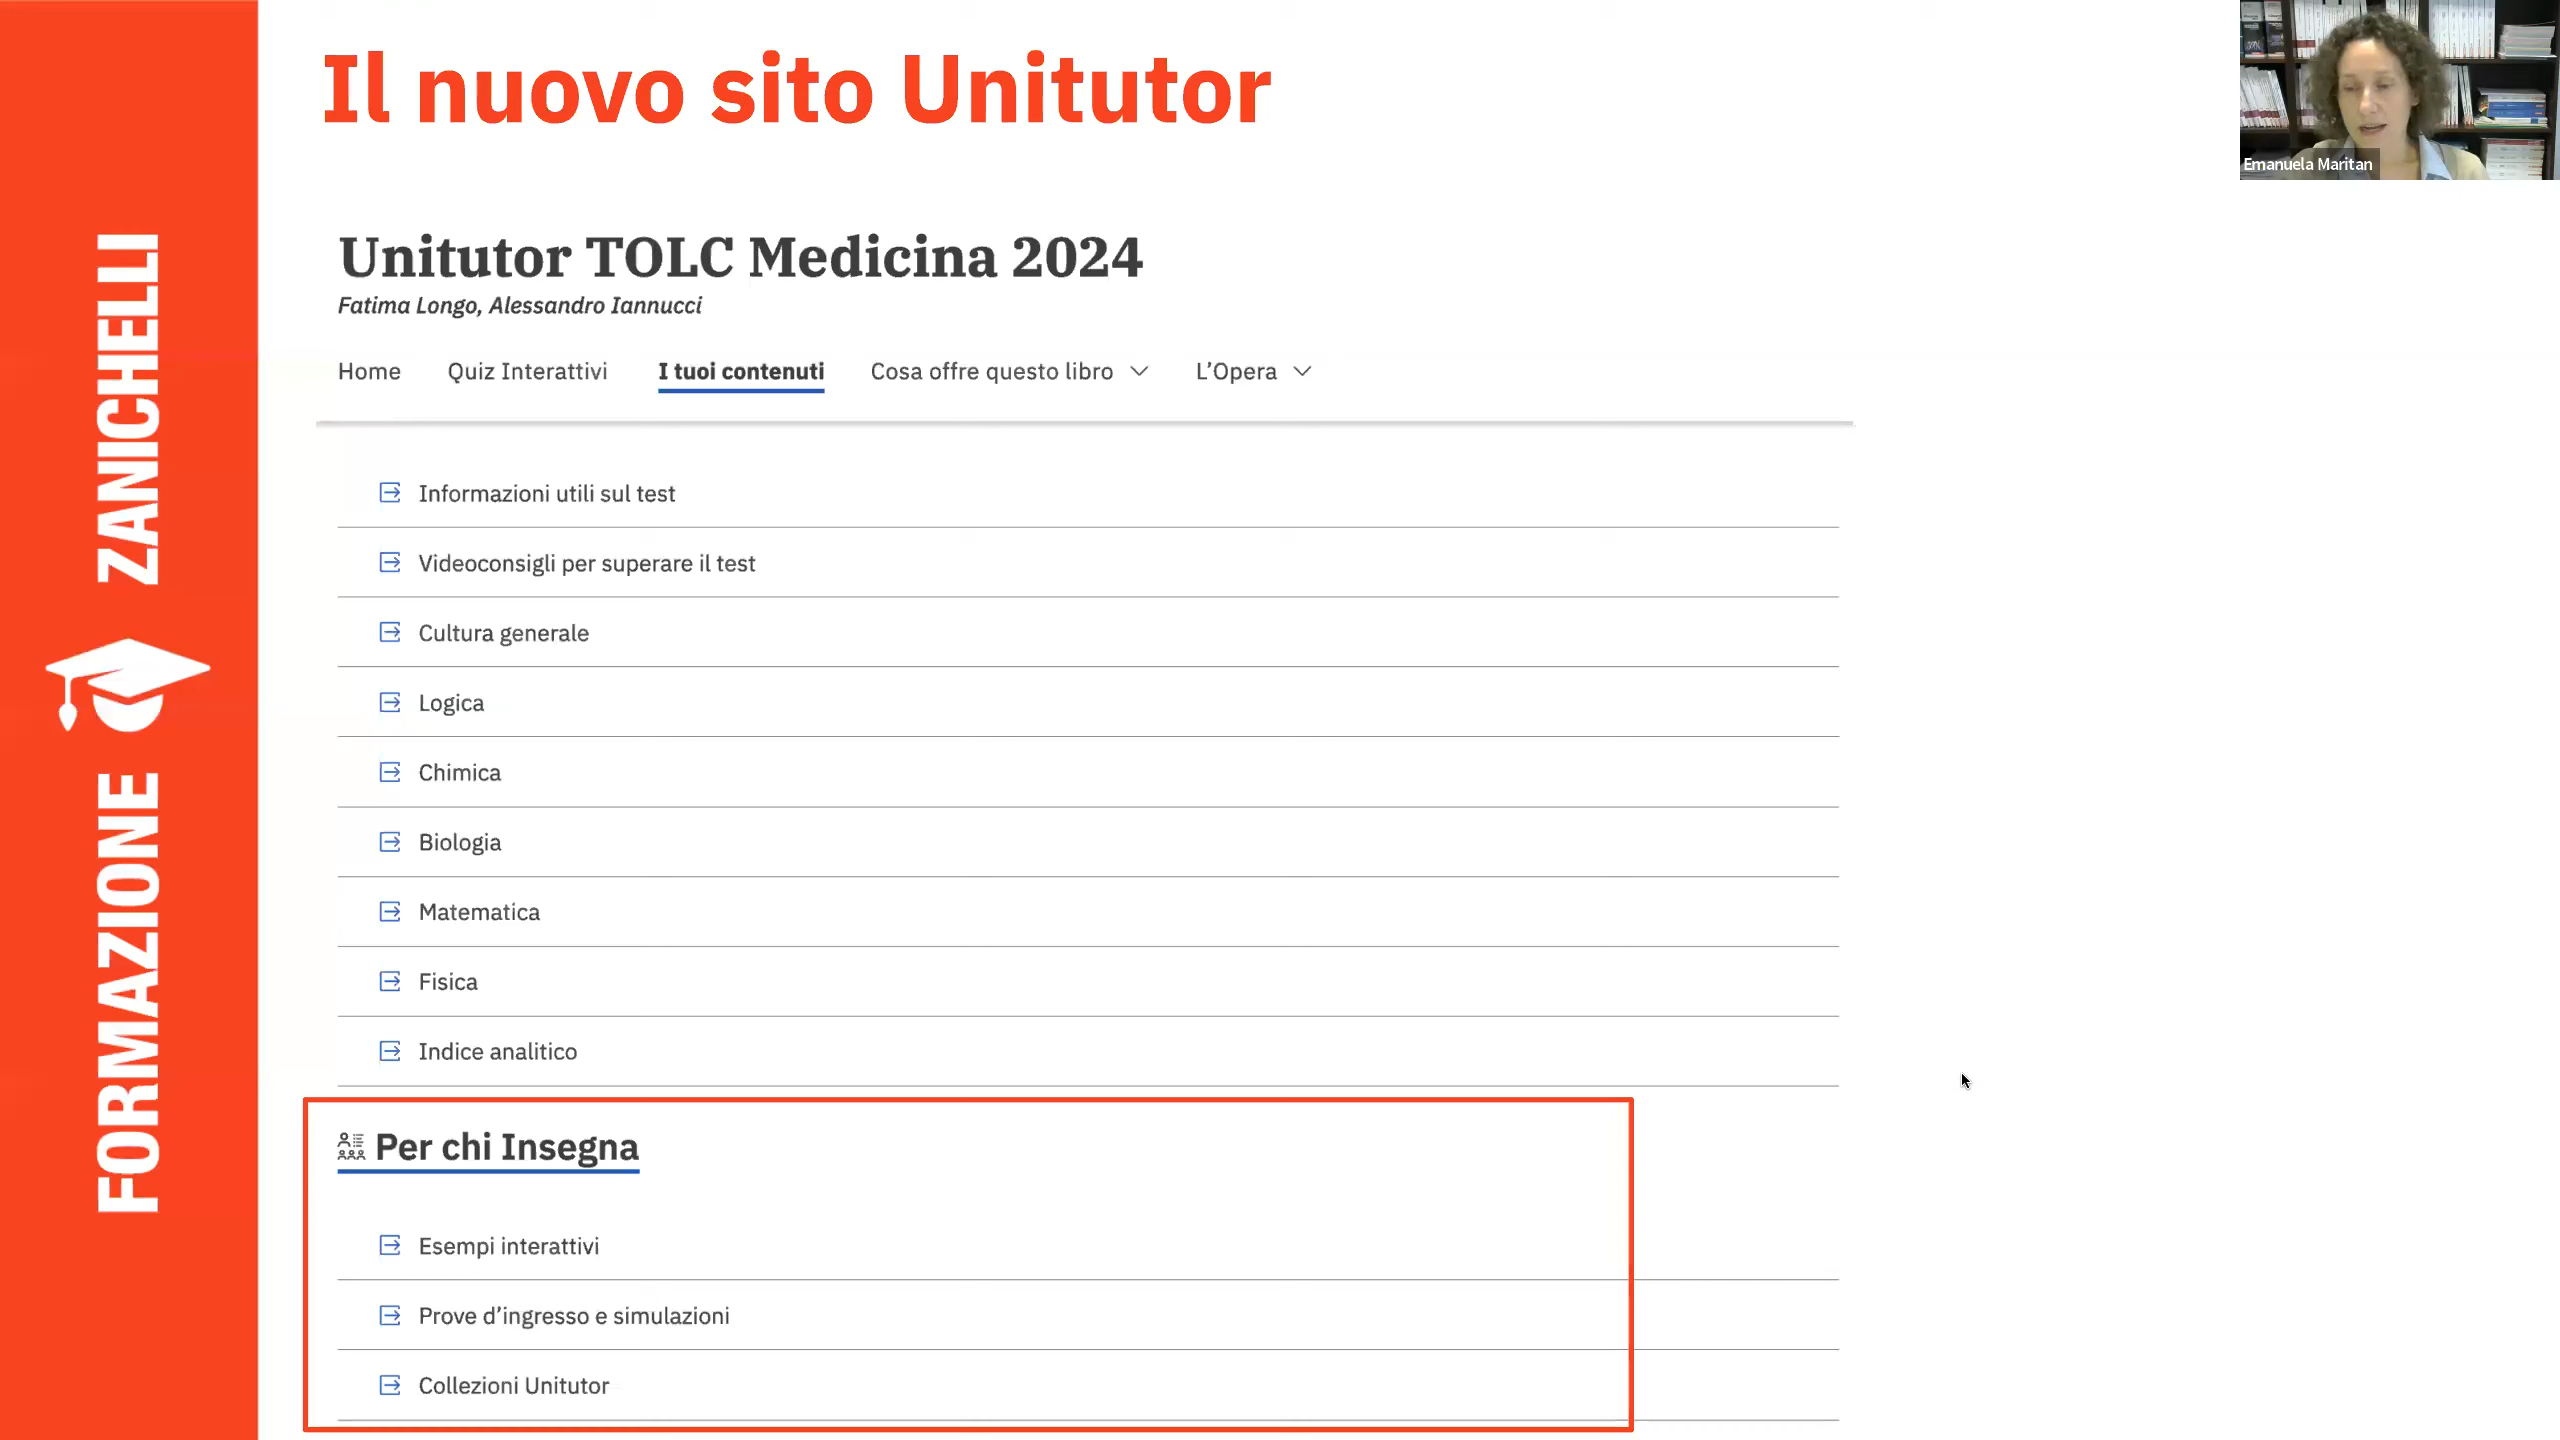 FORMAZIONE ZANICHELLI
Il nuovo sito Unitutor
Emanuela Maritan
Unitutor TOLC Medicina 2024
Fatima Longo, Alessandro Iannucci
Home Quiz Interattivi I tuoi contenuti Cosa offre questo libro L’Opera
Informazioni utili sul test
Videoconsigli per superare il test
Cultura generale
Logica
Chimica
Biologia
Matematica
Fisica
Indice analitico
Per chi Insegna
Esempi interattivi
Prove d’ingresso e simulazioni
Collezioni Unitutor